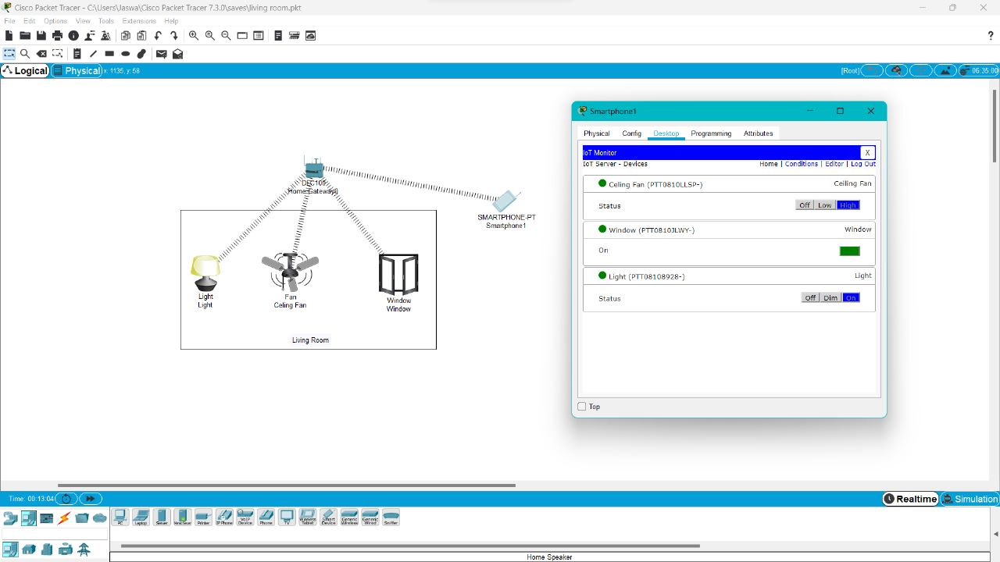 Cisco Packet Tracer - C:\Users\Jaswa\Cisco Packet Tracer 7.3.0\saves\living room.pkt
File Edit Options View Tools Extensions Help
?
Logical Physical x: 1135, y: 58 [Root] 06:35:00
Smartphone1
Physical Config Desktop Programming Attributes
IoT Monitor X
IoT Server - Devices Home | Conditions | Editor | Log Out
Celing Fan (PTT0810LLSP-) Ceiling Fan
Status Off Low High
Window (PTT0810JLWY-) Window
On
Light (PTT08108928-) Light
Status Off Dim On
Top
Home Gateway0
SMARTPHONE-PT
Smartphone1
Light
Light
Fan
Celing Fan
Window
Window
Living Room
Time: 00:13:04 Realtime Simulation
PC Laptop Server Printer IP Phone VoIP Device Phone TV Wireless Tablet Smart Device Generic Wireless Generic Wired Sniffer
Home Speaker